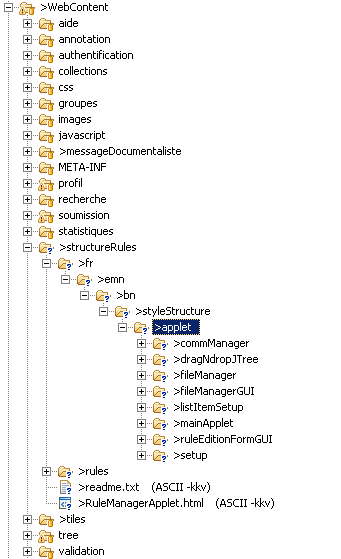 >WebContent
aide
annotation
authentification
collections
css
groupes
images
javascript
>messageDocumentaliste
META-INF
profil
recherche
soumission
statistiques
>structureRules
>fr
>emn
>bn
>styleStructure
>applet
>commManager
>dragNdropJTree
>fileManager
>fileManagerGUI
>listItemSetup
>mainApplet
>ruleEditionFormGUI
>setup
>rules
>readme.txt (ASCII -kkv)
>RuleManagerApplet.html (ASCII -kkv)
>tiles
tree
validation